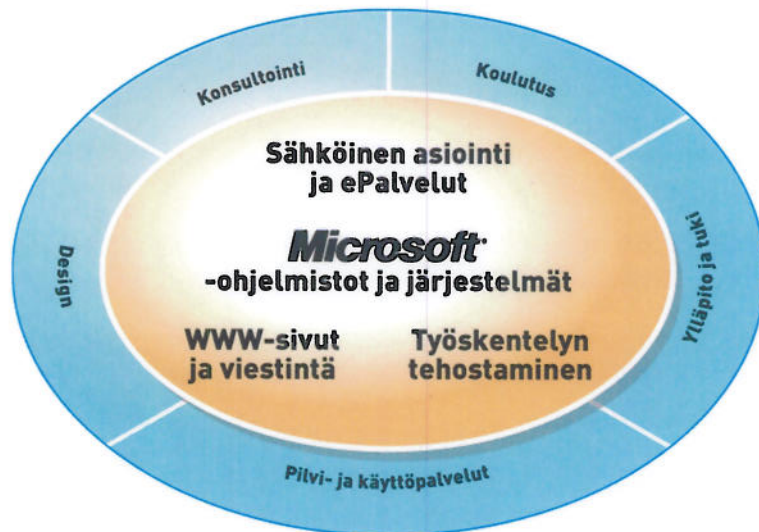 Konsultointi
Koulutus
Sähköinen asiointi
ja ePalvelut
Design
Microsoft
-ohjelmistot ja järjestelmät
Ylläpito ja tuki
WWW-sivut
ja viestintä
Työskentelyn
tehostaminen
Pilvi- ja käyttöpalvelut